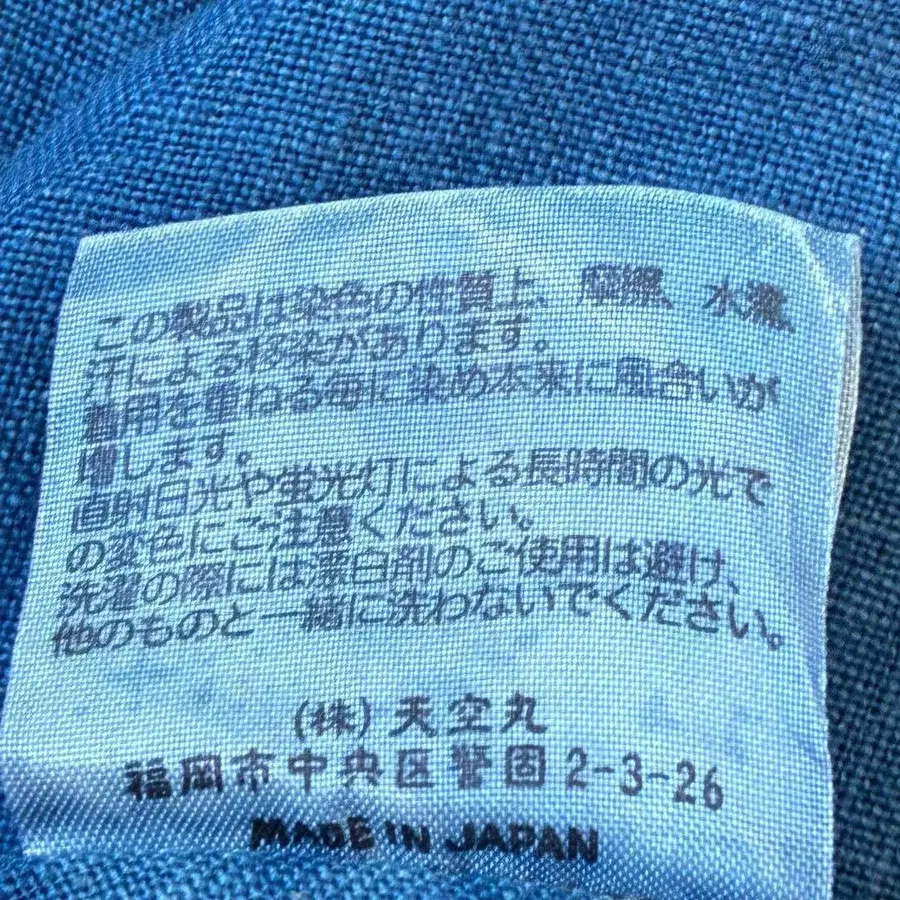 この製品は染色の性質上、摩擦、水濡、
汗による移染があります。
着用を重ねる毎に染め本来に風合いが
増します。
直射日光や蛍光灯による長時間の光で
の変色にご注意ください。
洗濯の際には漂白剤のご使用は避け、
他のものと一緒に洗わないでください。
(株)天空丸
福岡市中央区警固2-3-26
MADE IN JAPAN